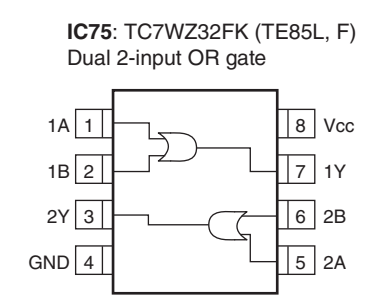 IC75: TC7WZ32FK (TE85L, F)
Dual 2-input OR gate
1A 1 8 Vcc
1B 2 7 1Y
2Y 3 6 2B
GND 4 5 2A